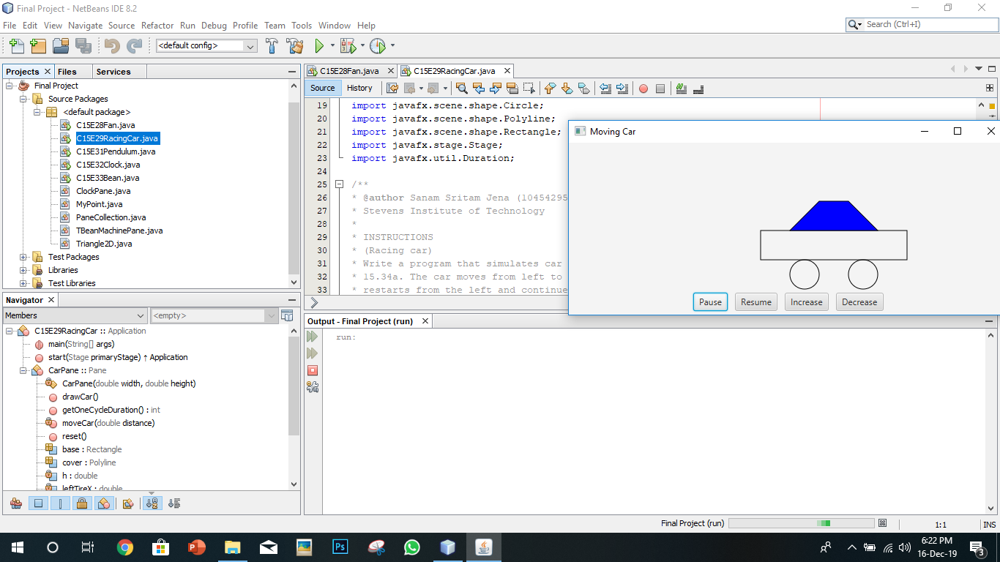 Final Project - NetBeans IDE 8.2
File Edit View Navigate Source Refactor Run Debug Profile Team Tools Window Help
Search (Ctrl+I)
<default config>
Projects Files Services
Final Project
Source Packages
<default package>
C15E28Fan.java
C15E29RacingCar.java
C15E31Pendulum.java
C15E32Clock.java
C15E33Bean.java
ClockPane.java
MyPoint.java
PaneCollection.java
TBeanMachinePane.java
Triangle2D.java
Test Packages
Libraries
Test Libraries
C15E28Fan.java C15E29RacingCar.java
Source History
19 import javafx.scene.shape.Circle;
20 import javafx.scene.shape.Polyline;
21 import javafx.scene.shape.Rectangle;
22 import javafx.stage.Stage;
23 import javafx.util.Duration;
24
25 /**
26 * @author Sanam Sritam Jena (10454295
27 * Stevens Institute of Technology
28 *
29 * INSTRUCTIONS
30 * (Racing car)
31 * Write a program that simulates car
32 * 15.34a. The car moves from left to
33 * restarts from the left and continue
Moving Car
Pause Resume Increase Decrease
Navigator
Members
<empty>
C15E29RacingCar :: Application
main(String[] args)
start(Stage primaryStage) ↑ Application
CarPane :: Pane
CarPane(double width, double height)
drawCar()
getOneCycleDuration() : int
moveCar(double distance)
reset()
base : Rectangle
cover : Polyline
h : double
leftTireX : double
Output - Final Project (run)
run:
Final Project (run)
1:1 INS
6:22 PM
16-Dec-19
3